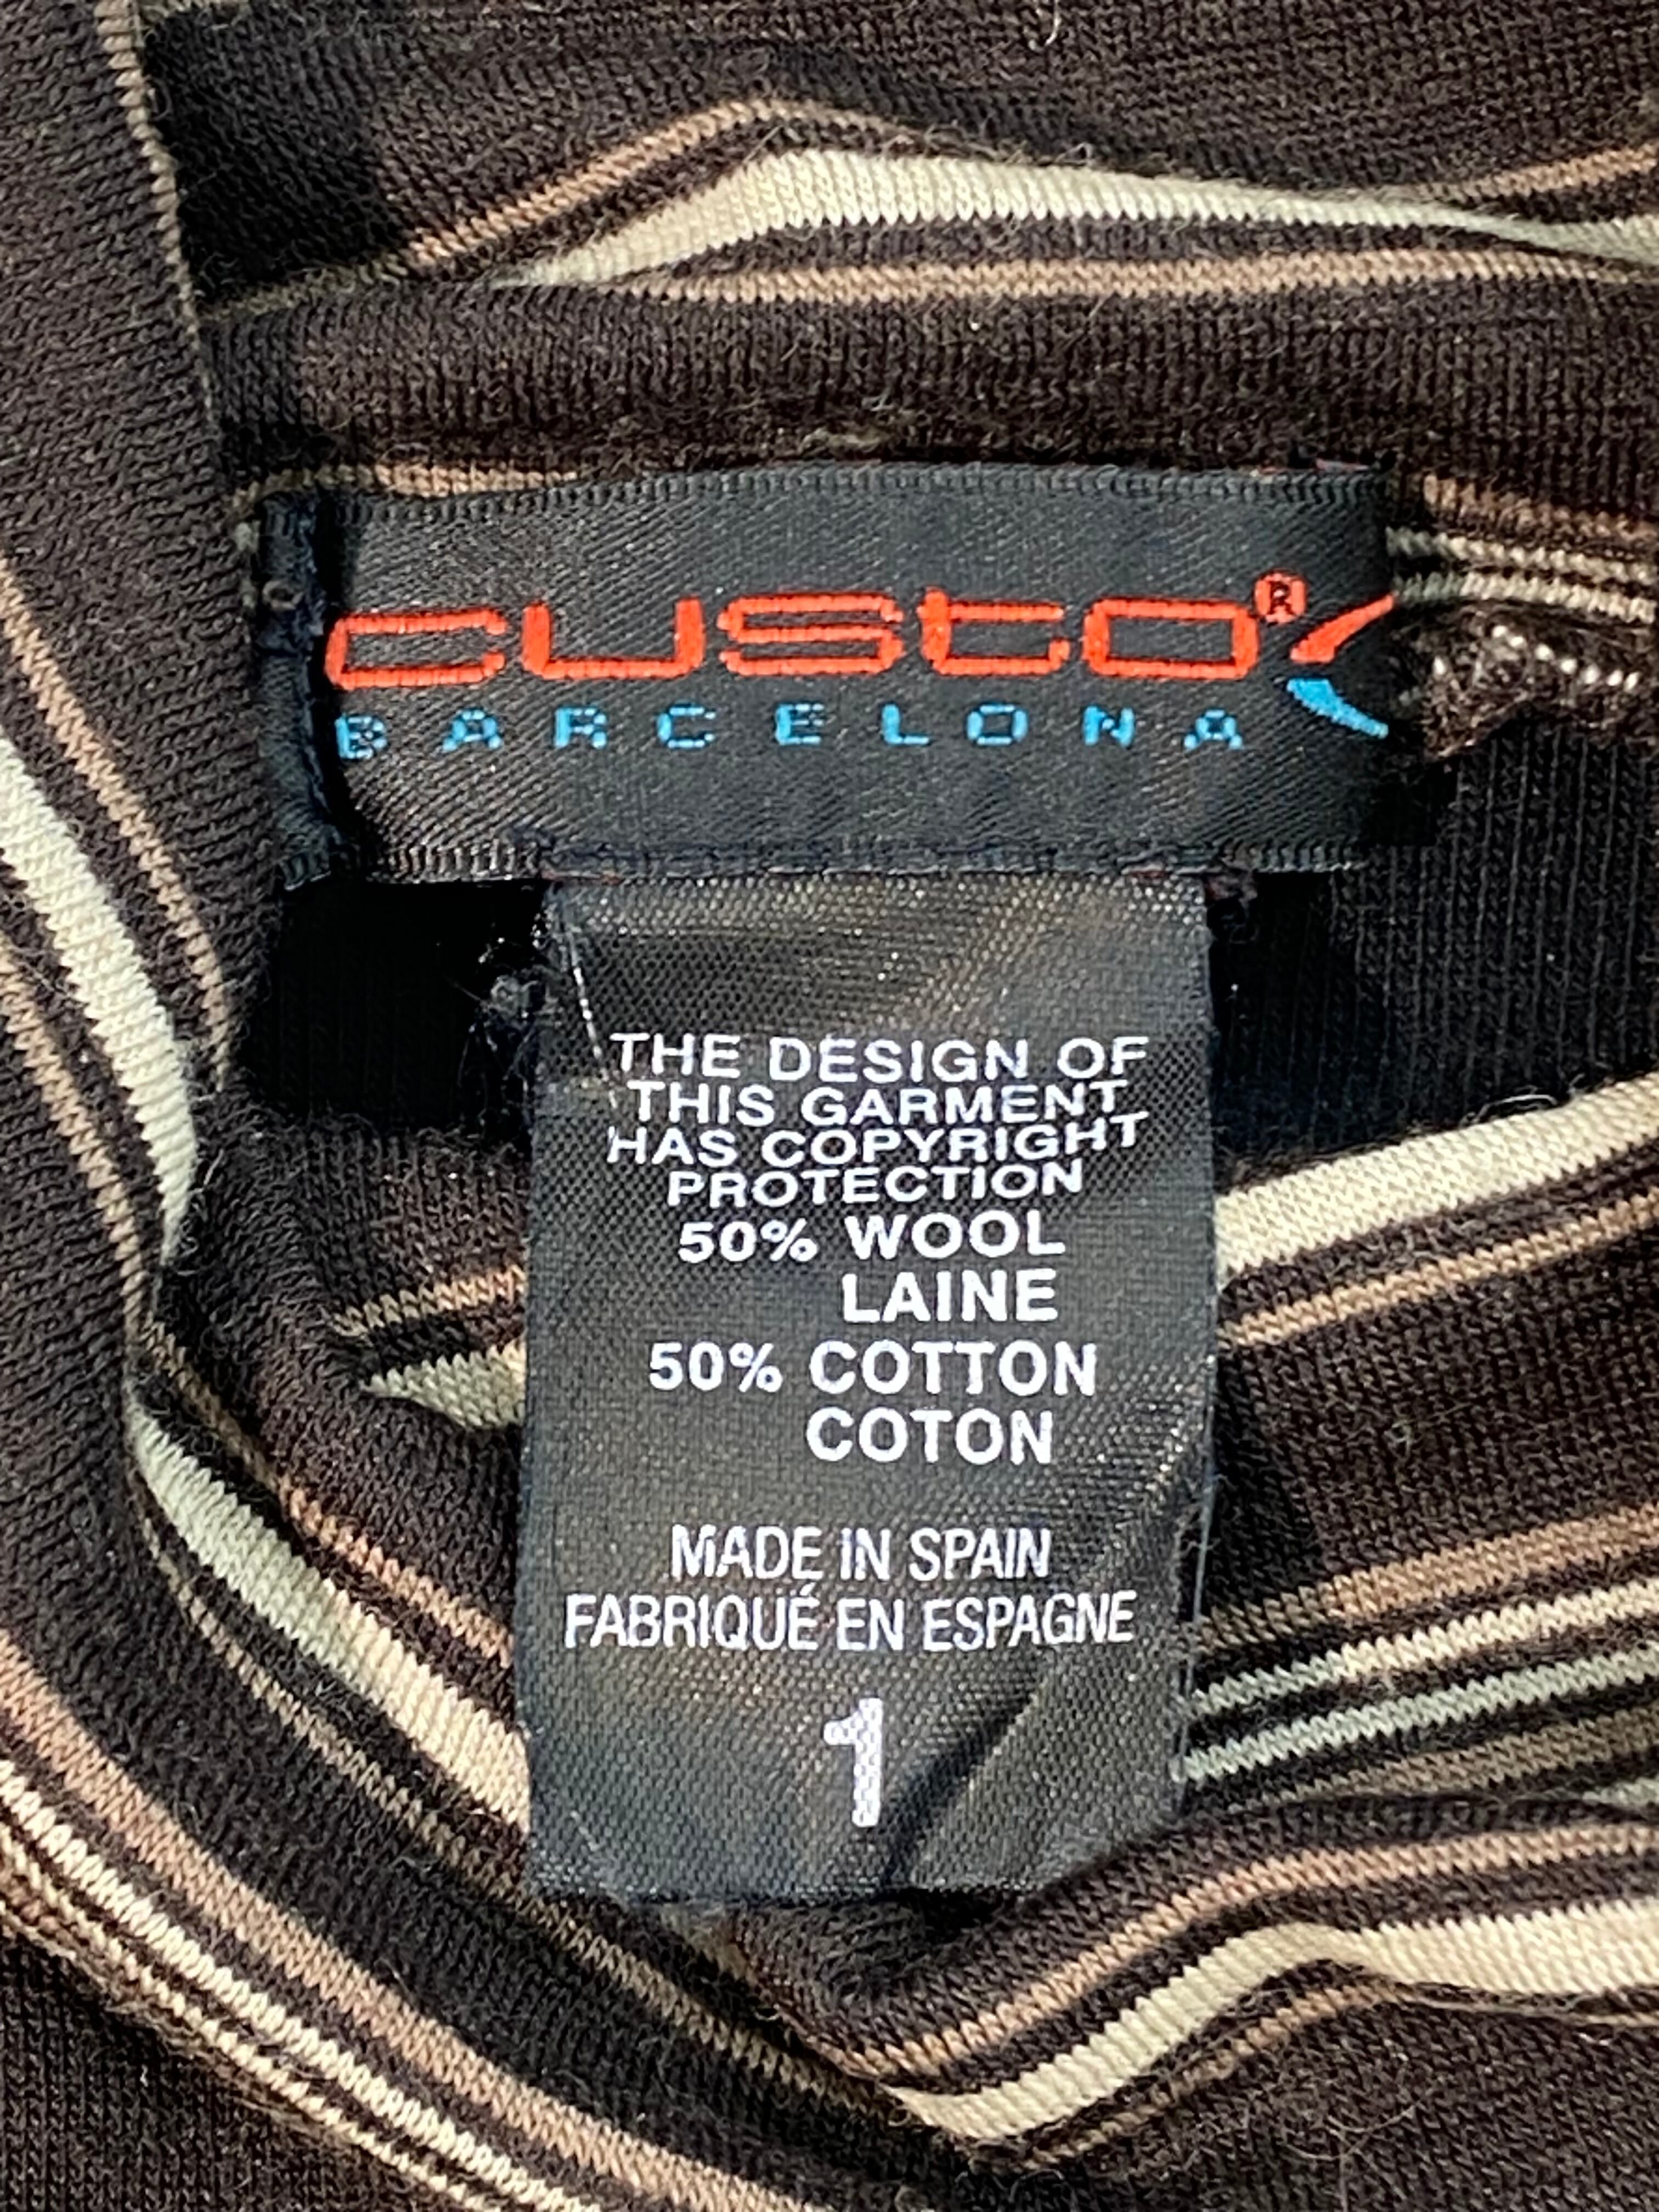 custo®
BARCELONA
THE DESIGN OF
THIS GARMENT
HAS COPYRIGHT
PROTECTION
50% WOOL
LAINE
50% COTTON
COTON
MADE IN SPAIN
FABRIQUÉ EN ESPAGNE
1